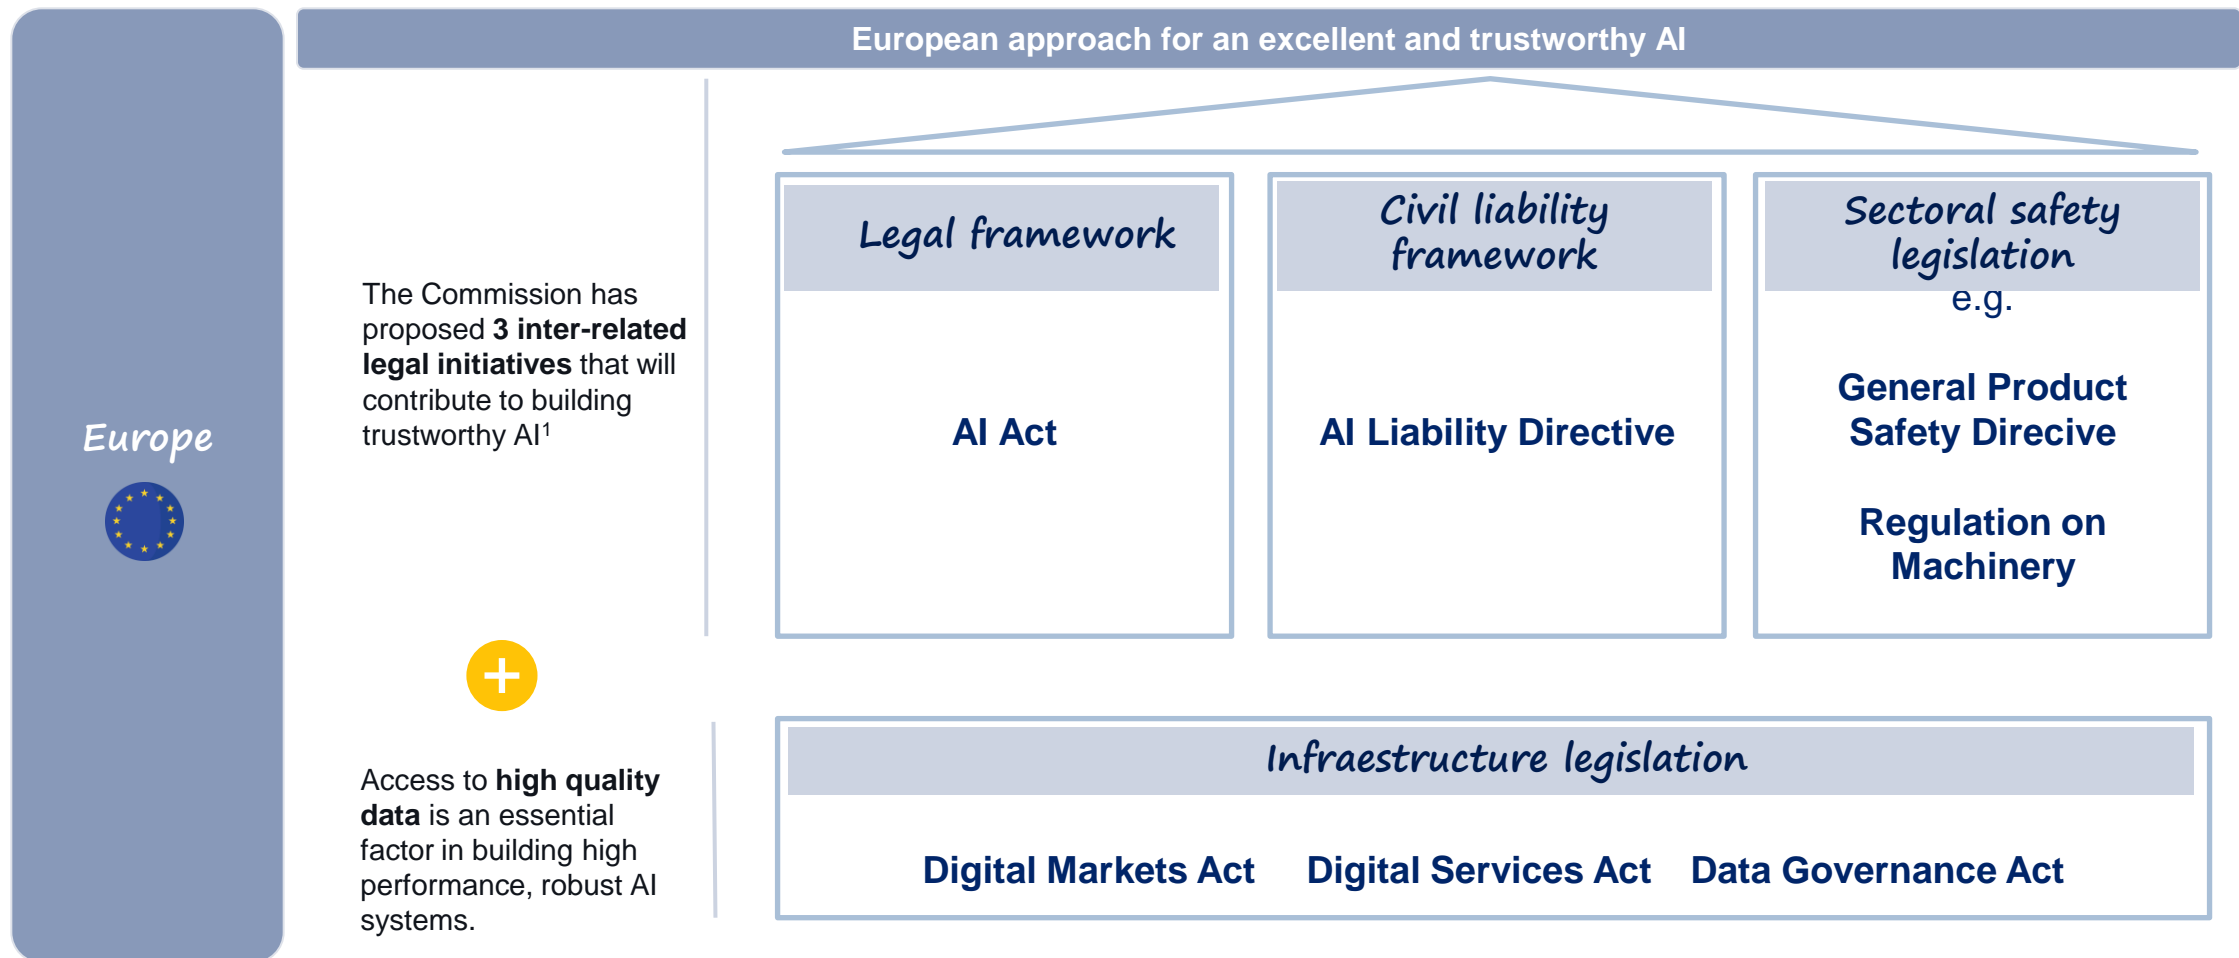 European approach for an excellent and trustworthy AI
Europe
The Commission has
proposed 3 inter-related
legal initiatives that will
contribute to building
trustworthy AI¹
Legal framework
AI Act
Civil liability
framework
AI Liability Directive
Sectoral safety
legislation
e.g.
General Product
Safety Direcive
Regulation on
Machinery
+
Access to high quality
data is an essential
factor in building high
performance, robust AI
systems.
Infraestructure legislation
Digital Markets Act Digital Services Act Data Governance Act